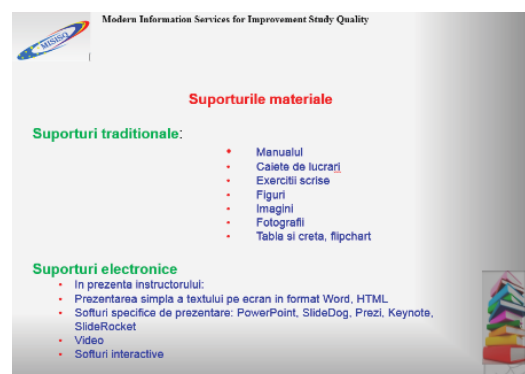 Modern Information Services for Improvement Study Quality
MISISQ
Suporturile materiale
Suporturi traditionale:
• Manualul
• Caiete de lucrari
• Exercitii scrise
• Figuri
• Imagini
• Fotografii
• Tabla si creta, flipchart
Suporturi electronice
• In prezenta instructorului:
• Prezentarea simpla a textului pe ecran in format Word, HTML
• Softuri specifice de prezentare: PowerPoint, SlideDog, Prezi, Keynote,
SlideRocket
• Video
• Softuri interactive